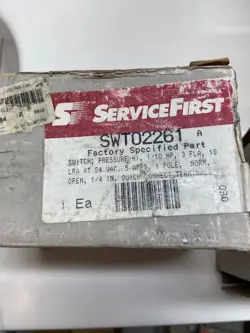 SERVICEFIRST
SWT02261 A
Factory Specified Part
SWITCH; PRESSURE-HI, 1/10 HP, 3 FLA, 18
LRA AT 24 VAC, 5 AMPS, 1 POLE, NORM.
OPEN, 1/4 IN. QUICK CONNECT TERMINALS
1 Ea